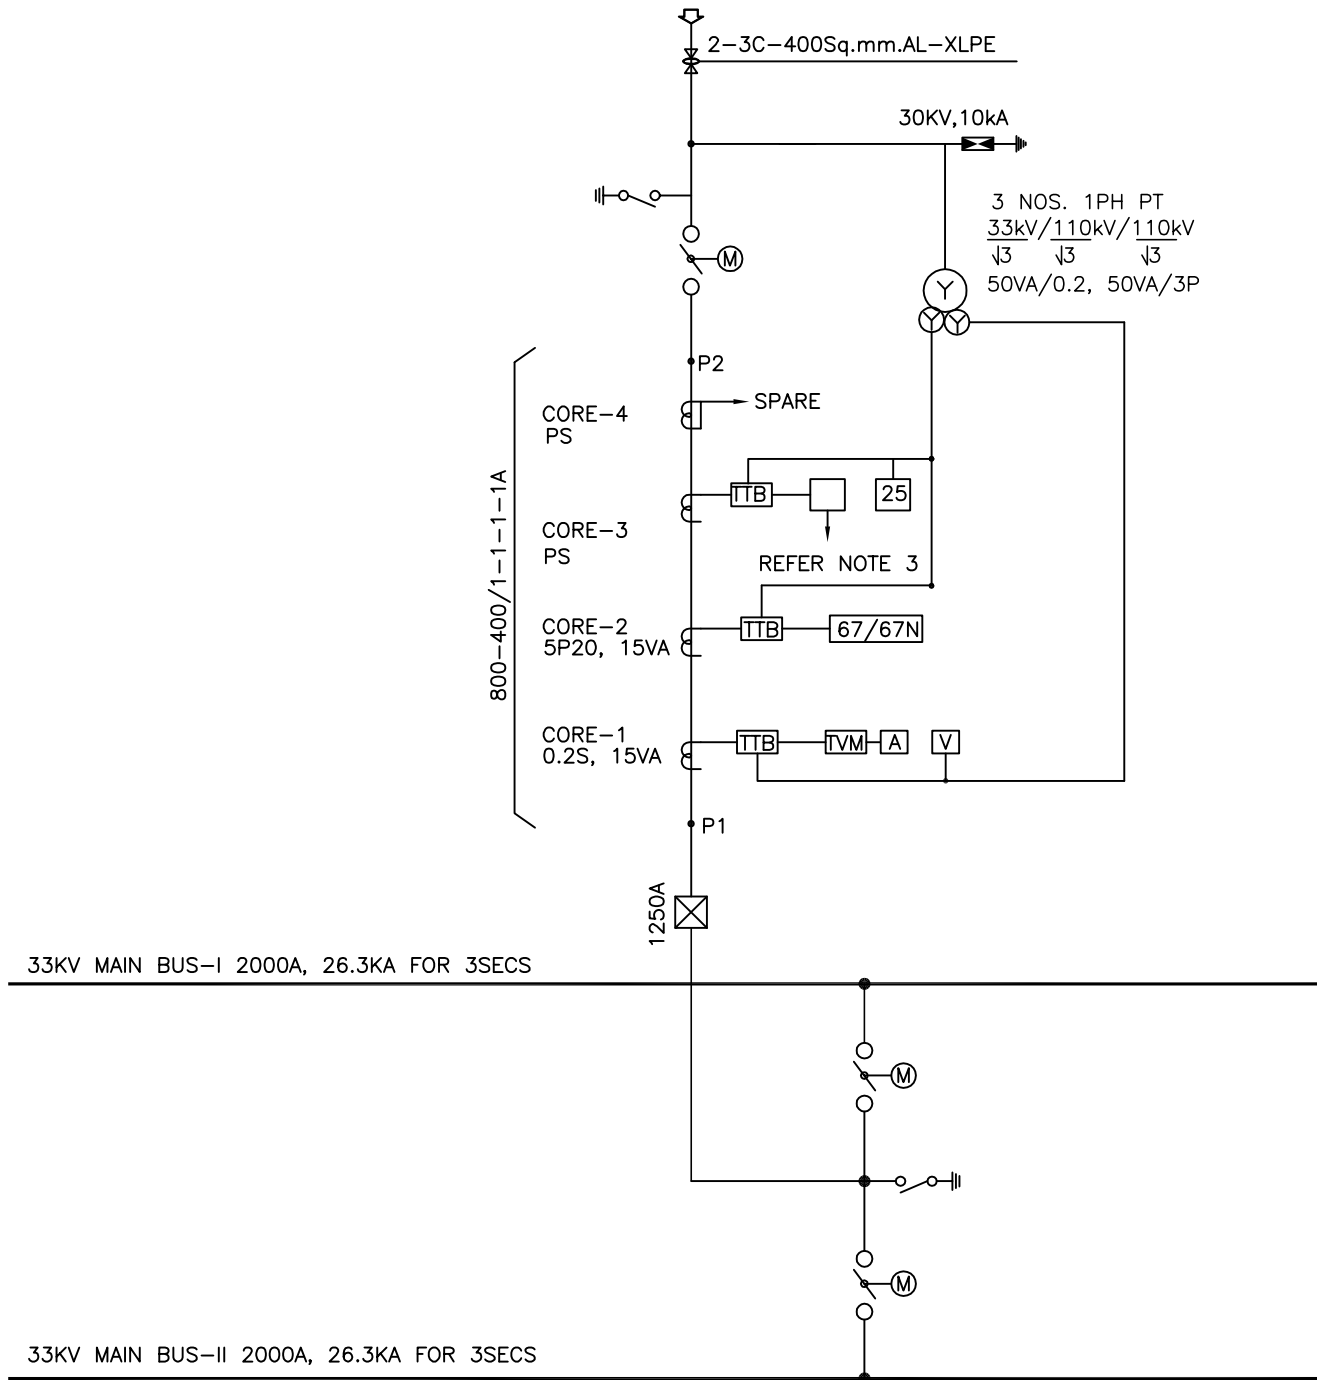 2-3C-400Sq.mm.AL-XLPE
30KV,10kA
3 NOS. 1PH PT
33kV/110kV/110kV
√3 √3 √3
50VA/0.2, 50VA/3P
M
Y
Y Y
P2
CORE-4
PS
SPARE
800-400/1-1-1-1A
TTB
25
CORE-3
PS
REFER NOTE 3
CORE-2
5P20, 15VA
TTB
67/67N
CORE-1
0.2S, 15VA
TTB
TVM
A
V
P1
1250A
33KV MAIN BUS-I 2000A, 26.3KA FOR 3SECS
M
M
33KV MAIN BUS-II 2000A, 26.3KA FOR 3SECS